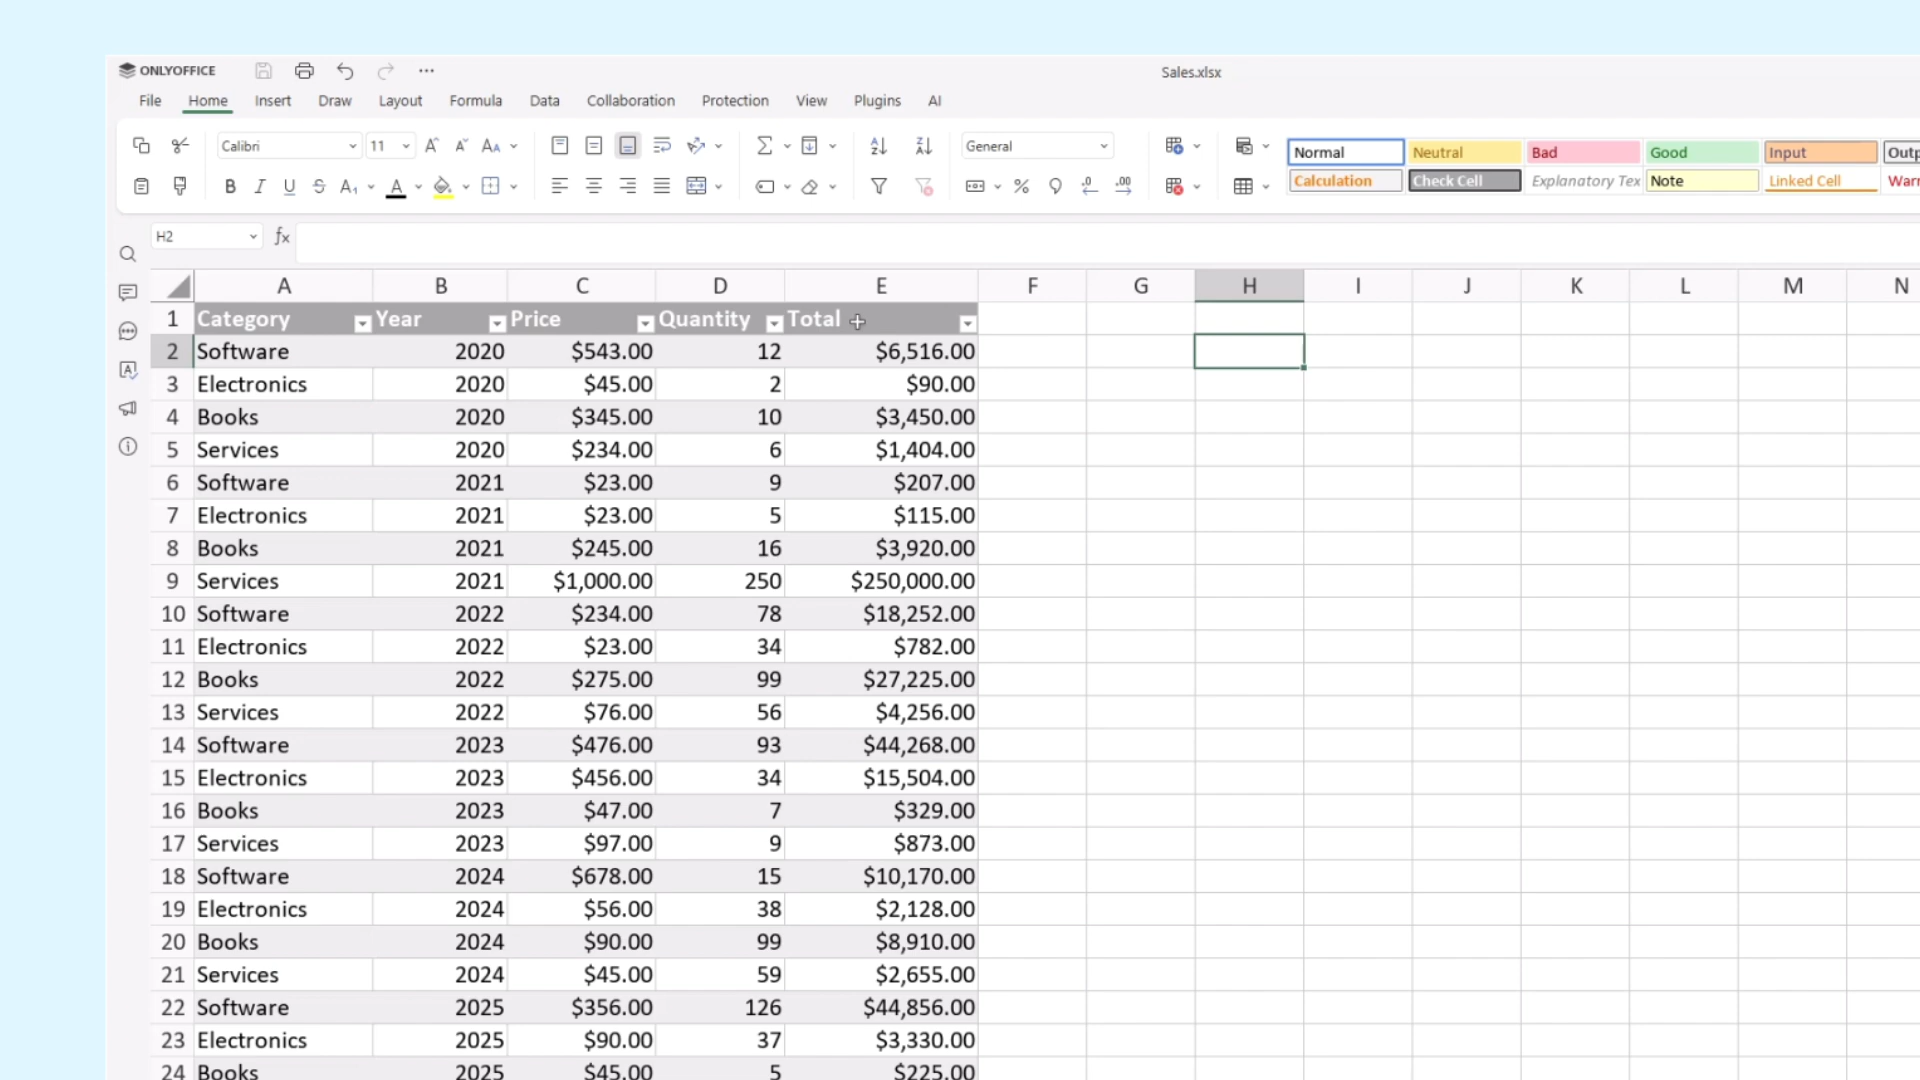 ONLYOFFICE
Sales.xlsx
File Home Insert Draw Layout Formula Data Collaboration Protection View Plugins AI
Calibri 11 General
Normal Neutral Bad Good Input Outp
Calculation Check Cell Explanatory Tex Note Linked Cell Warr
H2
A B C D E F G H I J K L M N
1 Category Year Price Quantity Total
2 Software 2020 $543.00 12 $6,516.00
3 Electronics 2020 $45.00 2 $90.00
4 Books 2020 $345.00 10 $3,450.00
5 Services 2020 $234.00 6 $1,404.00
6 Software 2021 $23.00 9 $207.00
7 Electronics 2021 $23.00 5 $115.00
8 Books 2021 $245.00 16 $3,920.00
9 Services 2021 $1,000.00 250 $250,000.00
10 Software 2022 $234.00 78 $18,252.00
11 Electronics 2022 $23.00 34 $782.00
12 Books 2022 $275.00 99 $27,225.00
13 Services 2022 $76.00 56 $4,256.00
14 Software 2023 $476.00 93 $44,268.00
15 Electronics 2023 $456.00 34 $15,504.00
16 Books 2023 $47.00 7 $329.00
17 Services 2023 $97.00 9 $873.00
18 Software 2024 $678.00 15 $10,170.00
19 Electronics 2024 $56.00 38 $2,128.00
20 Books 2024 $90.00 99 $8,910.00
21 Services 2024 $45.00 59 $2,655.00
22 Software 2025 $356.00 126 $44,856.00
23 Electronics 2025 $90.00 37 $3,330.00
24 Books 2025 $45.00 5 $225.00